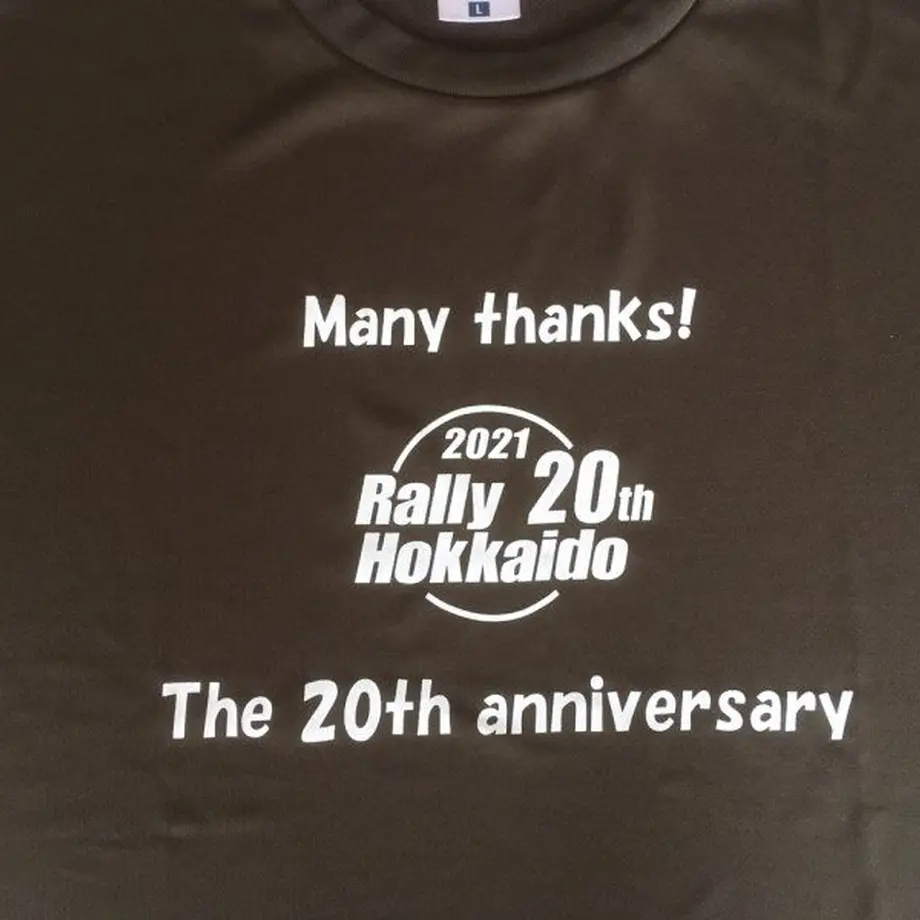 L
Many thanks!
2021
Rally 20th
Hokkaido
The 20th anniversary